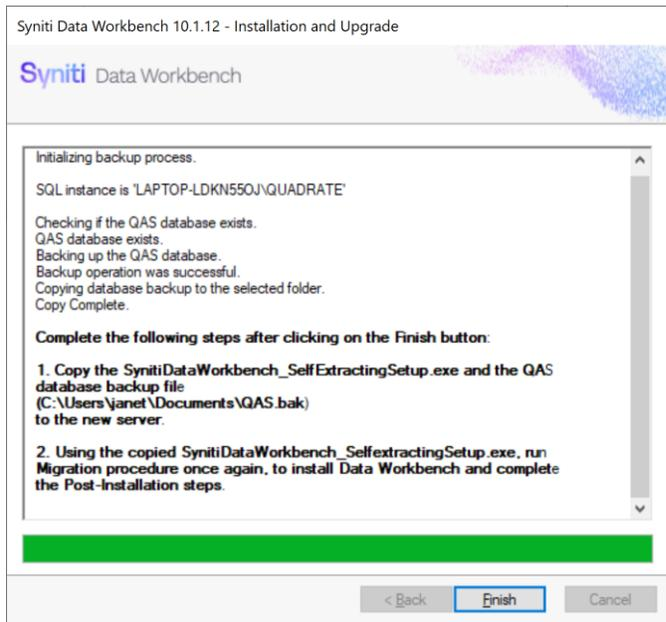 Syniti Data Workbench 10.1.12 - Installation and Upgrade
Syniti Data Workbench
Initializing backup process.
SQL instance is 'LAPTOP-LDKN55OJ\QUADRATE'
Checking if the QAS database exists.
QAS database exists.
Backing up the QAS database.
Backup operation was successful.
Copying database backup to the selected folder.
Copy Complete.
Complete the following steps after clicking on the Finish button:
1. Copy the SynitiDataWorkbench_SelfExtractingSetup.exe and the QAS
database backup file
(C:\Users\janet\Documents\QAS.bak)
to the new server.
2. Using the copied SynitiDataWorkbench_SelfextractingSetup.exe, run
Migration procedure once again, to install Data Workbench and complete
the Post-Installation steps.
< Back Finish Cancel